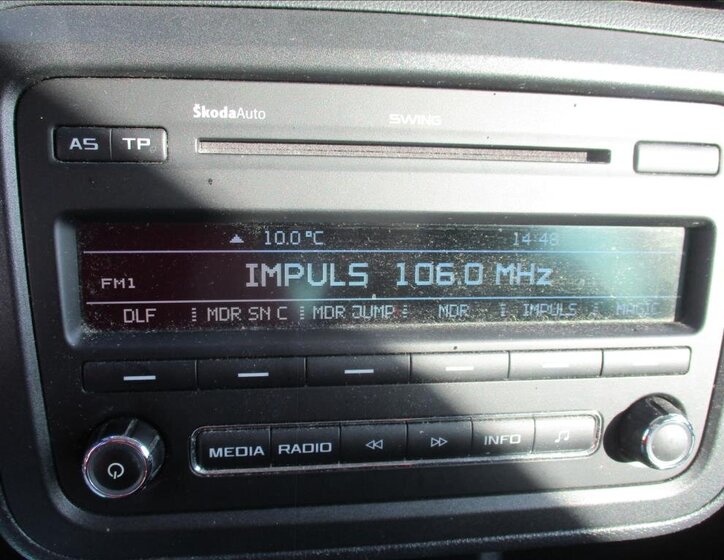 ŠkodaAuto SWING
AS TP
10.0 °C 14:48
FM1 IMPULS 106.0 MHz
DLF MDR SN C MDR JUMP MDR IMPULS MAGIC
MEDIA RADIO INFO